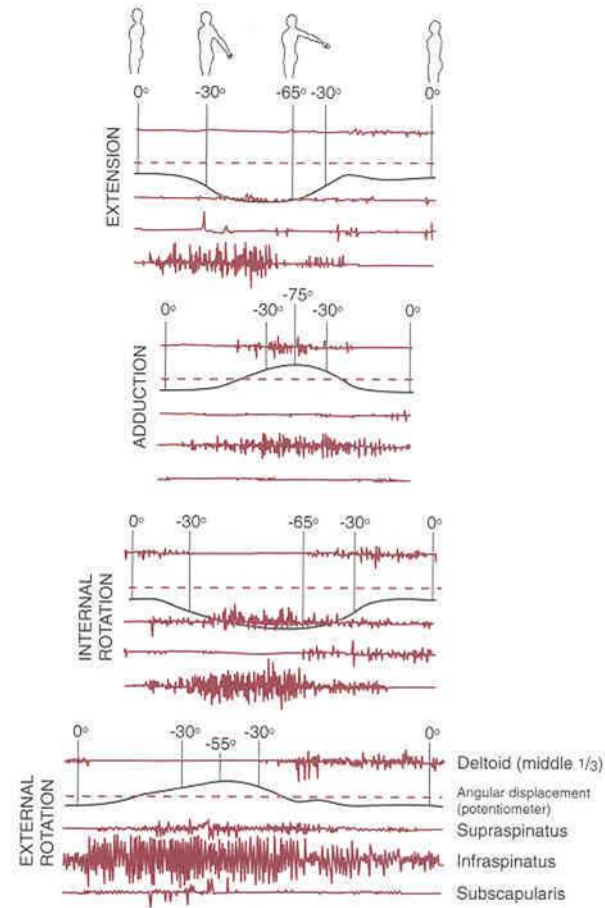 0° -30° -65° -30° 0°
EXTENSION
-75°
0° -30° -30° 0°
ADDUCTION
0° -30° -65° -30° 0°
INTERNAL
ROTATION
0° -30° -55° -30° 0°
EXTERNAL
ROTATION
Deltoid (middle 1/3)
Angular displacement
(potentiometer)
Supraspinatus
Infraspinatus
Subscapularis